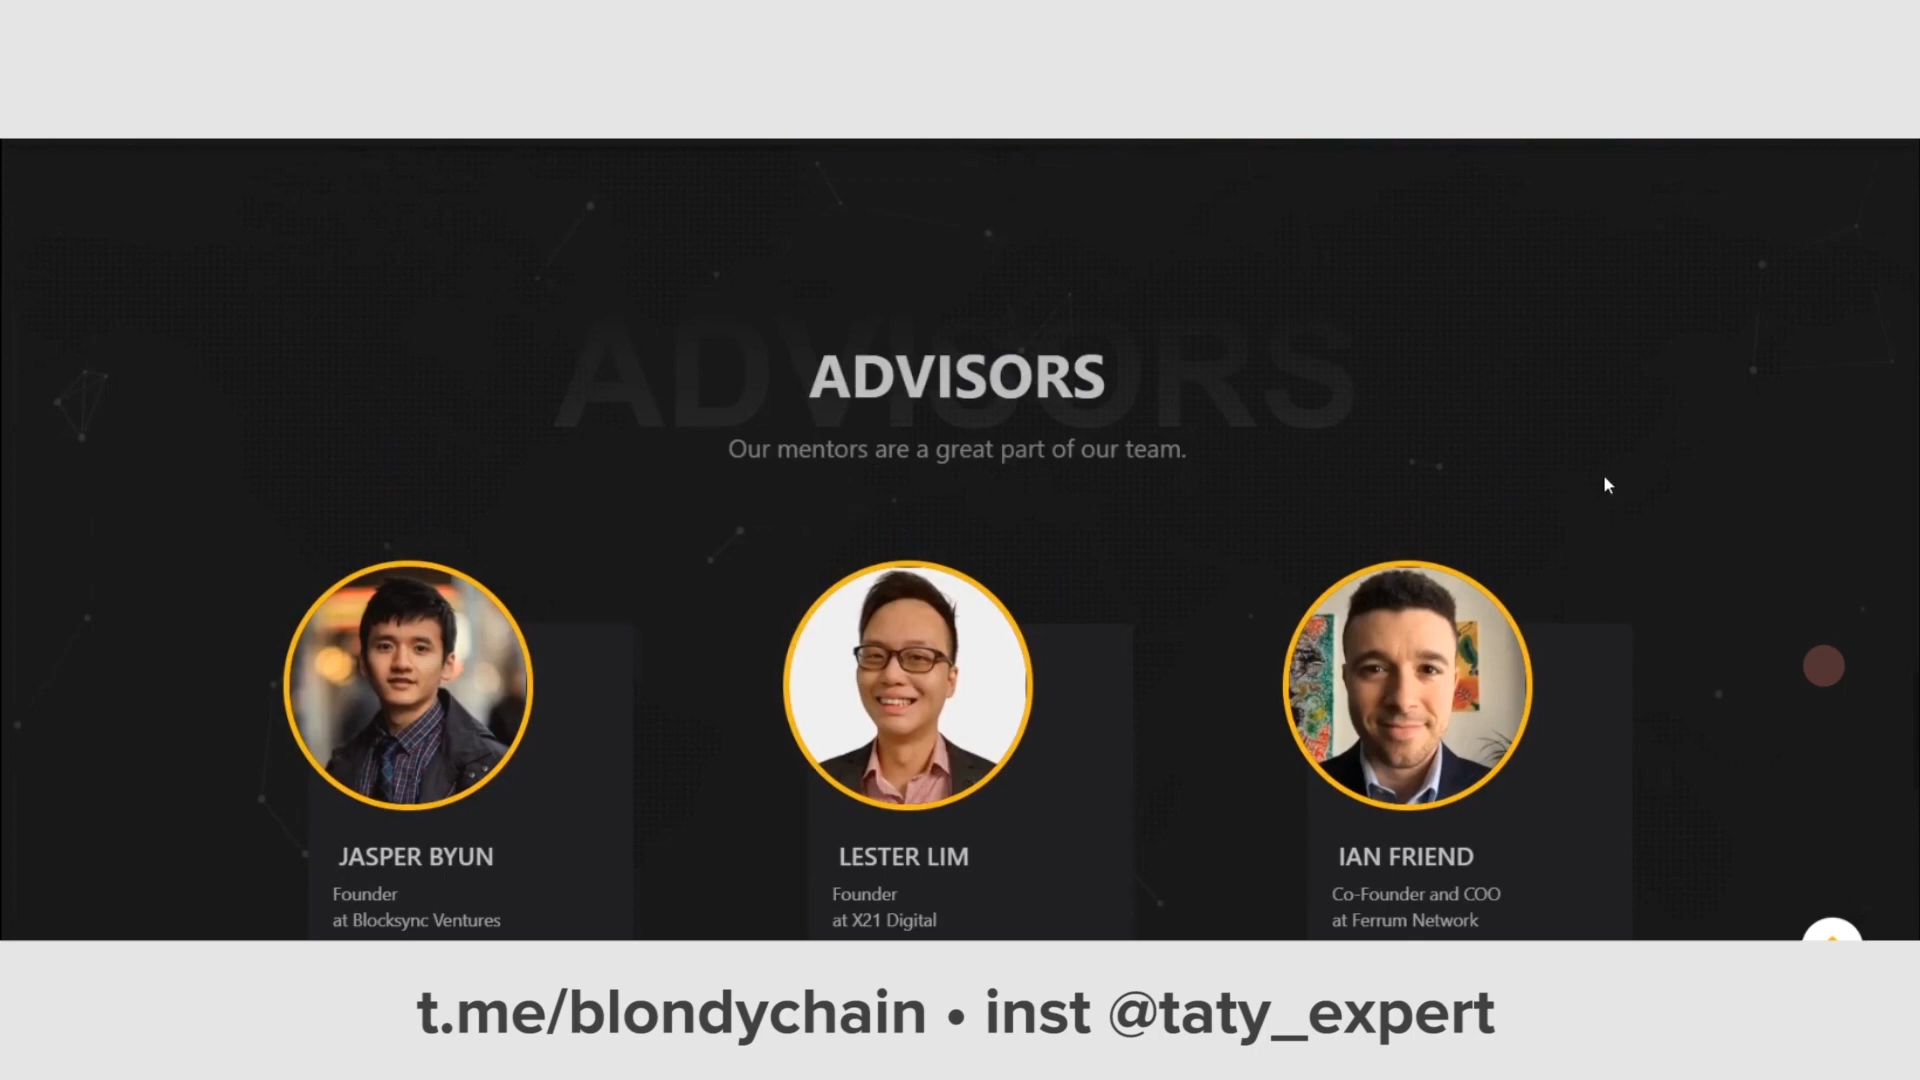 ADVISORS
ADVISORS
Our mentors are a great part of our team.
JASPER BYUN
Founder
at Blocksync Ventures
LESTER LIM
Founder
at X21 Digital
IAN FRIEND
Co-Founder and COO
at Ferrum Network
t.me/blondychain • inst @taty_expert